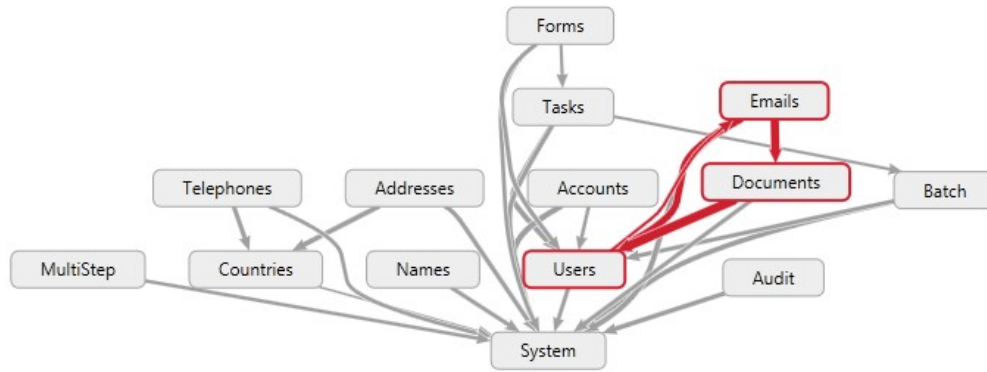 Forms
Emails
Tasks
Documents
Telephones
Addresses
Accounts
Batch
MultiStep
Countries
Names
Users
Audit
System